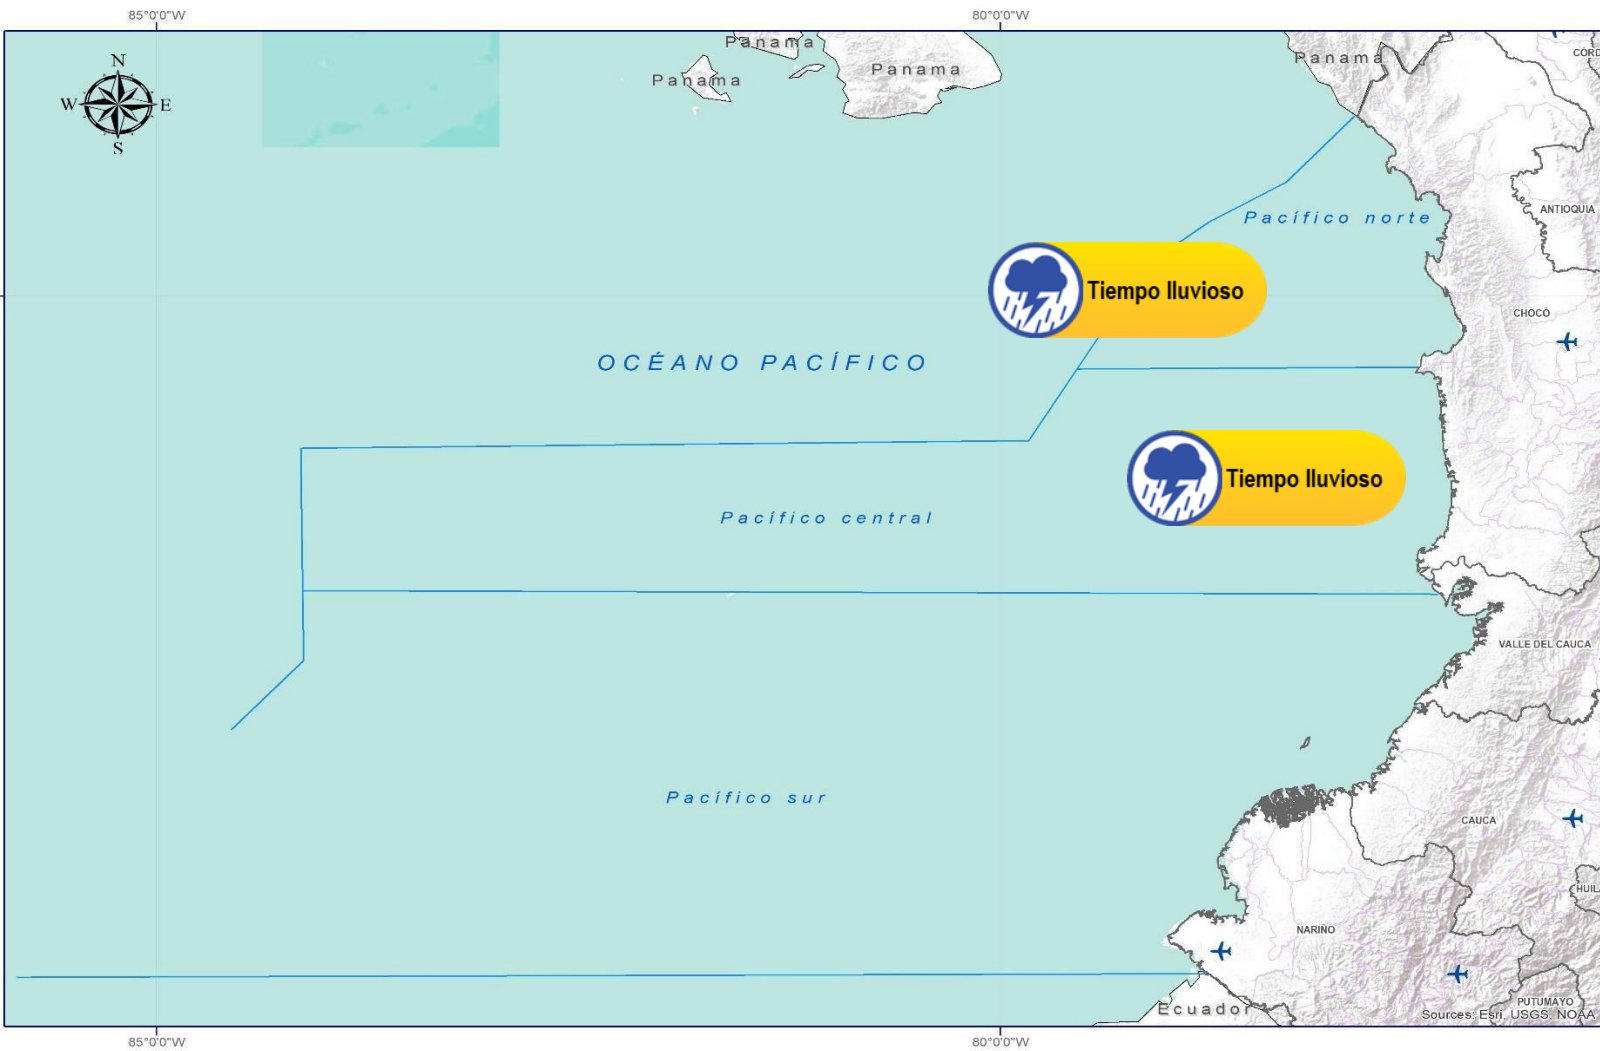 85°0'0"W
80°0'0"W
Panama
Panama
Panama
Panama
N
W
E
S
ANTIOQUIA
Pacífico norte
Tiempo lluvioso
CHOCÓ
OCÉANO PACÍFICO
Tiempo lluvioso
Pacífico central
VALLE DEL CAUCA
Pacífico sur
CAUCA
NARIÑO
PUTUMAYO
Ecuador
Sources: Esri, USGS, NOAA
85°0'0"W
80°0'0"W